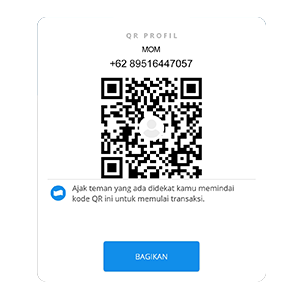 QR PROFIL
MOM
+62 89516447057
Ajak teman yang ada didekat kamu memindai
kode QR ini untuk memulai transaksi.
BAGIKAN